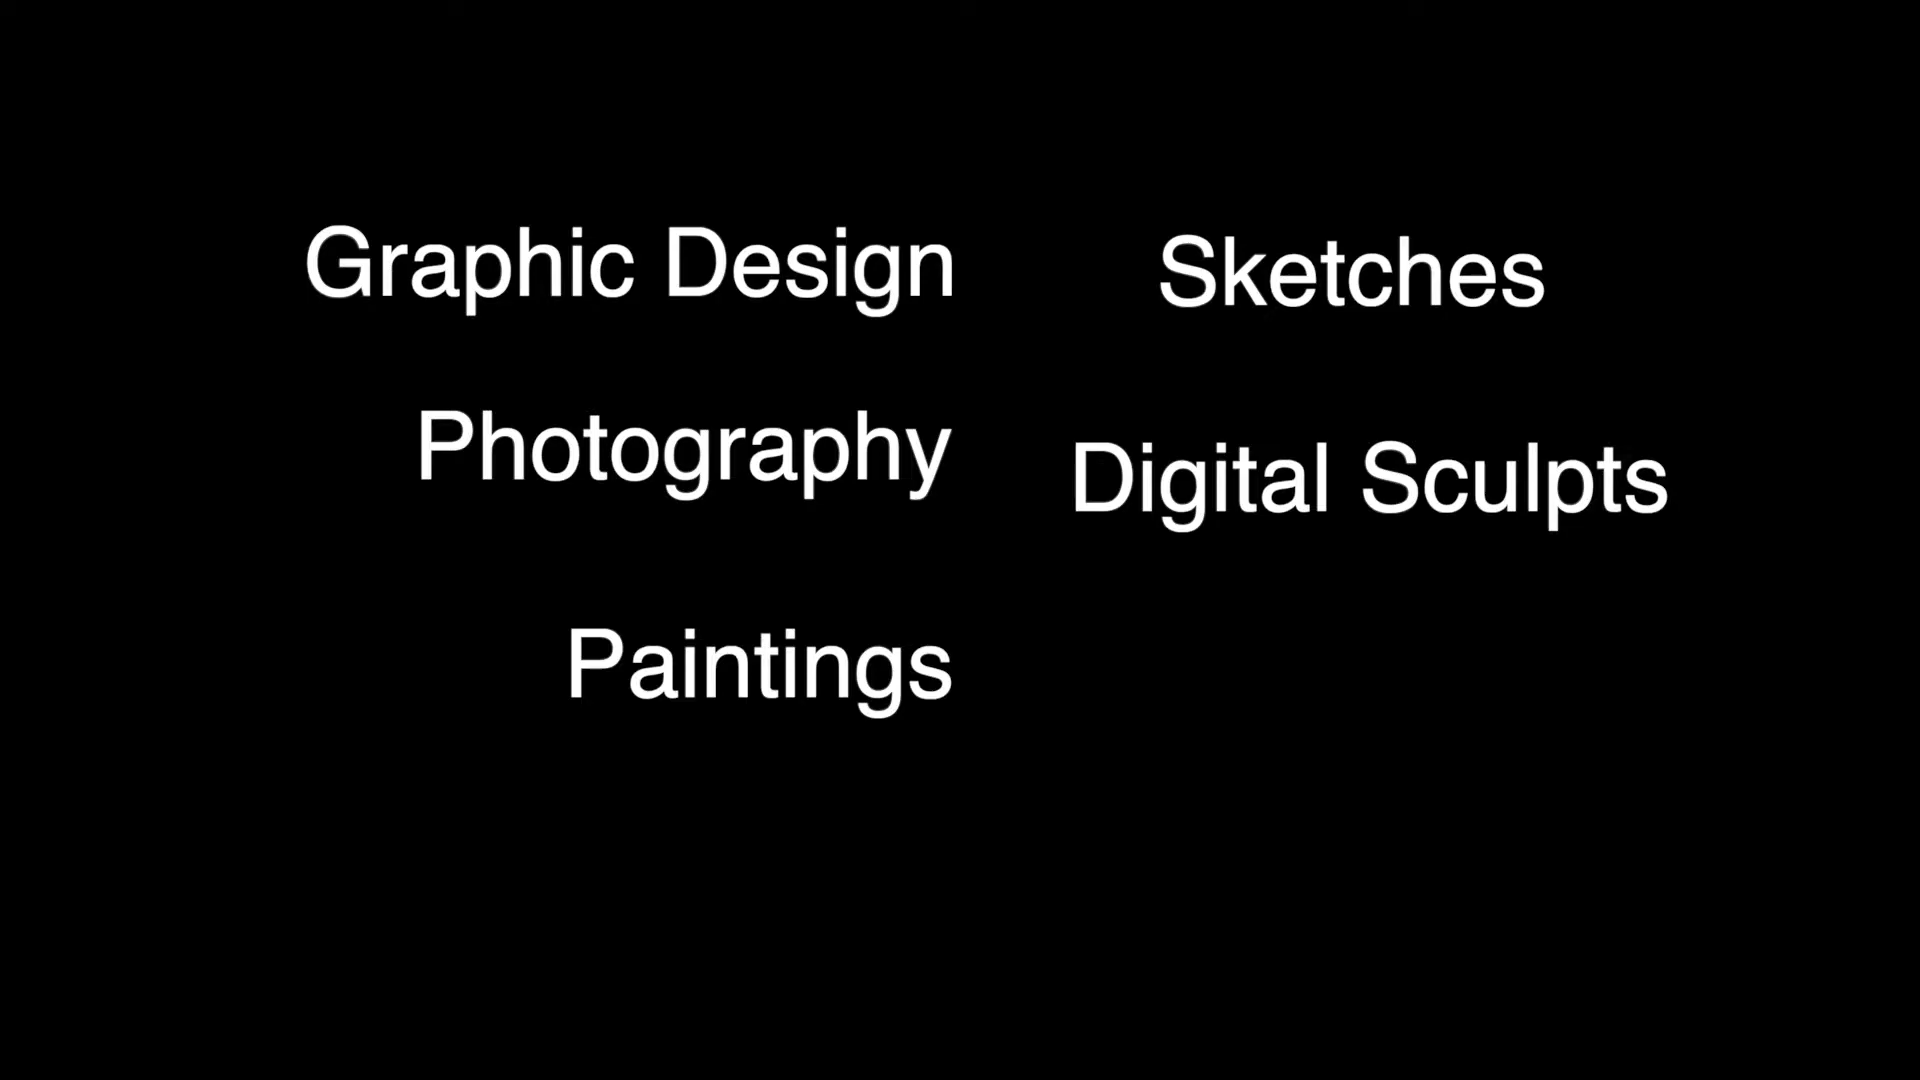 Graphic Design
Photography
Paintings
Sketches
Digital Sculpts